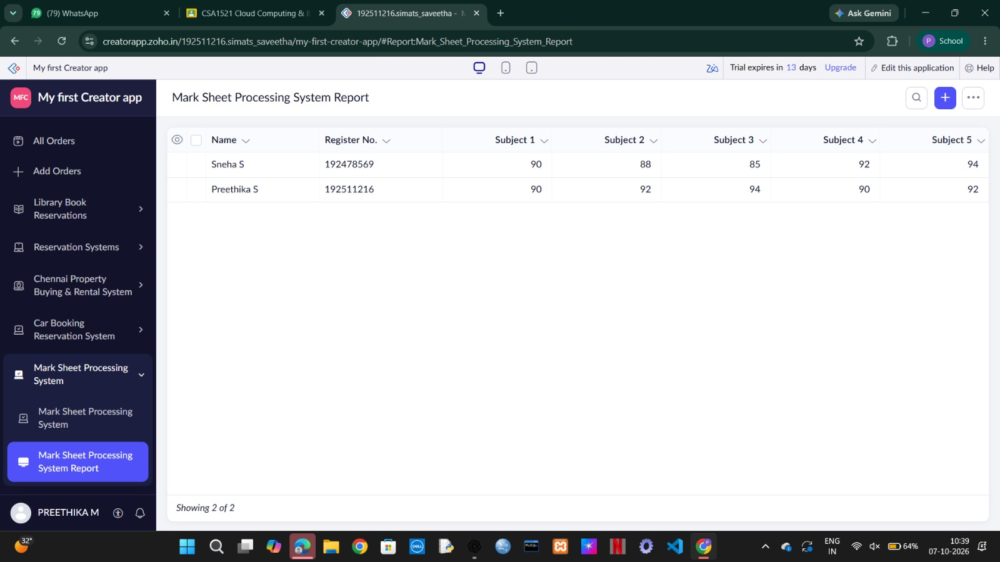 (79) WhatsApp
CSA1521 Cloud Computing & B
192511216.simats_saveetha -
Ask Gemini
creatorapp.zoho.in/192511216.simats_saveetha/my-first-creator-app/#Report:Mark_Sheet_Processing_System_Report
P School
My first Creator app
Trial expires in 13 days Upgrade
Edit this application
Help
MFC My first Creator app
All Orders
Add Orders
Library Book
Reservations
Reservation Systems
Chennai Property
Buying & Rental System
Car Booking
Reservation System
Mark Sheet Processing
System
Mark Sheet Processing
System
Mark Sheet Processing
System Report
PREETHIKA M
Mark Sheet Processing System Report
Name Register No. Subject 1 Subject 2 Subject 3 Subject 4 Subject 5
Sneha S 192478569 90 88 85 92 94
Preethika S 192511216 90 92 94 90 92
Showing 2 of 2
32°
DELL
MySQL
ENG
IN
64%
10:39
07-10-2026